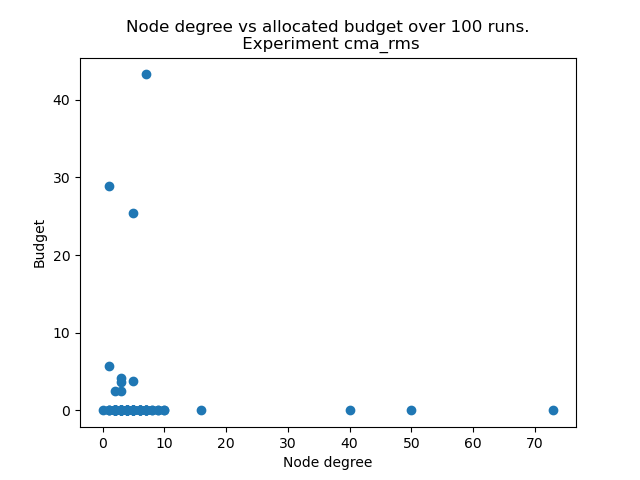 Node degree vs allocated budget over 100 runs.
Experiment cma_rms
40
30
20
10
0
Budget
0 10 20 30 40 50 60 70
Node degree